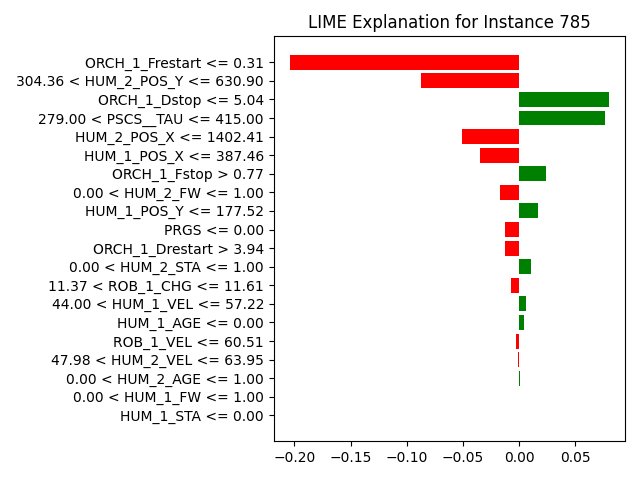 LIME Explanation for Instance 785
ORCH_1_Frestart <= 0.31
304.36 < HUM_2_POS_Y <= 630.90
ORCH_1_Dstop <= 5.04
279.00 < PSCS__TAU <= 415.00
HUM_2_POS_X <= 1402.41
HUM_1_POS_X <= 387.46
ORCH_1_Fstop > 0.77
0.00 < HUM_2_FW <= 1.00
HUM_1_POS_Y <= 177.52
PRGS <= 0.00
ORCH_1_Drestart > 3.94
0.00 < HUM_2_STA <= 1.00
11.37 < ROB_1_CHG <= 11.61
44.00 < HUM_1_VEL <= 57.22
HUM_1_AGE <= 0.00
ROB_1_VEL <= 60.51
47.98 < HUM_2_VEL <= 63.95
0.00 < HUM_2_AGE <= 1.00
0.00 < HUM_1_FW <= 1.00
HUM_1_STA <= 0.00
−0.20 −0.15 −0.10 −0.05 0.00 0.05